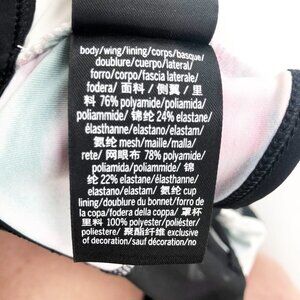 body/wing/lining/corps/basque/
doublure/cuerpo/lateral/
forro/corpo/fascia laterale/
fodera/ 面料 / 侧翼 / 里
料 76% polyamide/poliamida/
poliammide/ 锦纶 24% elastane/
élasthanne/elastano/elastam/
氨纶 mesh/maille/malla/
rete/ 网眼布 78% polyamide/
poliamida/poliammide/ 锦
纶 22% elastane/élasthanne/
elastano/elastam/ 氨纶 cup
lining/doublure du bonnet/forro de
la copa/fodera della coppa/ 罩杯
里料 100% polyester/poliéster/
poliestere/ 聚酯纤维 exclusive
of decoration/sauf décoration/no